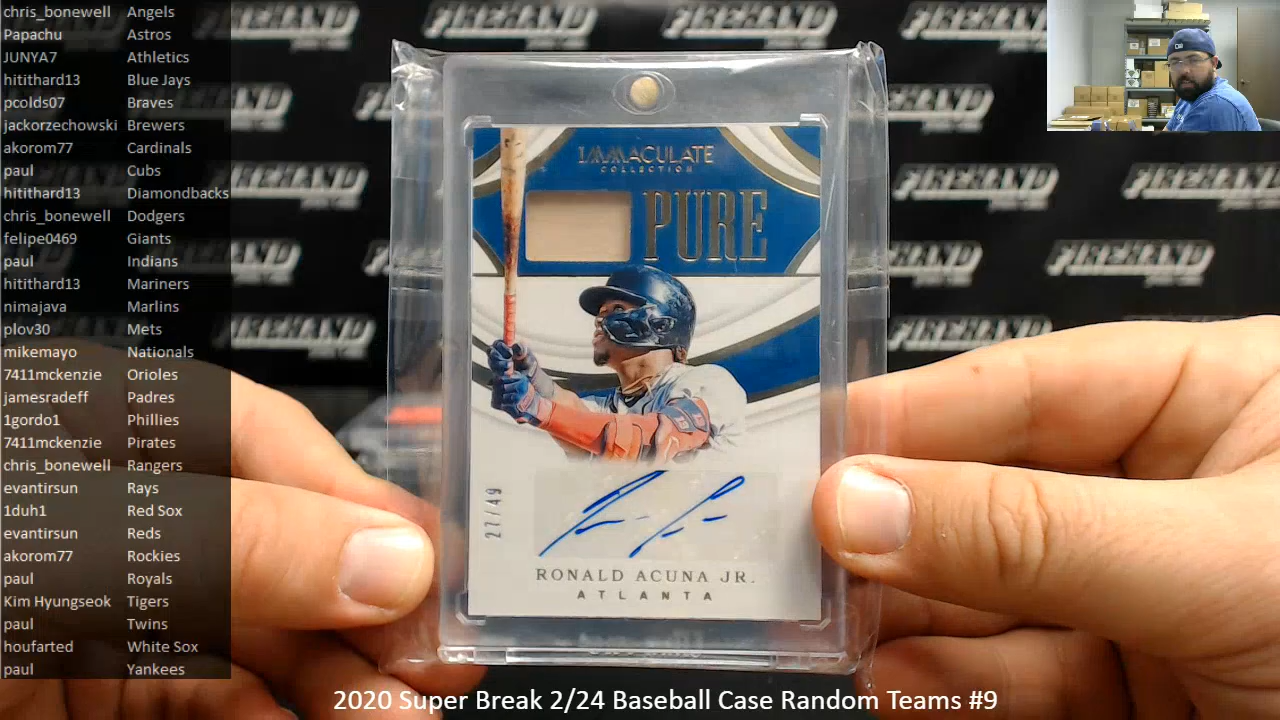 chris_bonewell Angels
Papachu Astros
JUNYA7 Athletics
hitithard13 Blue Jays
pcolds07 Braves
jackorzechowski Brewers
akorom77 Cardinals
paul Cubs
hitithard13 Diamondbacks
chris_bonewell Dodgers
felipe0469 Giants
paul Indians
hitithard13 Mariners
nimajava Marlins
plov30 Mets
mikemayo Nationals
7411mckenzie Orioles
jamesradeff Padres
1gordo1 Phillies
7411mckenzie Pirates
chris_bonewell Rangers
evantirsun Rays
1duh1 Red Sox
evantirsun Reds
akorom77 Rockies
paul Royals
Kim Hyungseok Tigers
paul Twins
houfarted White Sox
paul Yankees
IMMACULATE
COLLECTION
PURE
27/49
RONALD ACUNA JR.
ATLANTA
FIREHAND
FIREHAND
FIREHAND
FIREHAND
2020 Super Break 2/24 Baseball Case Random Teams #9